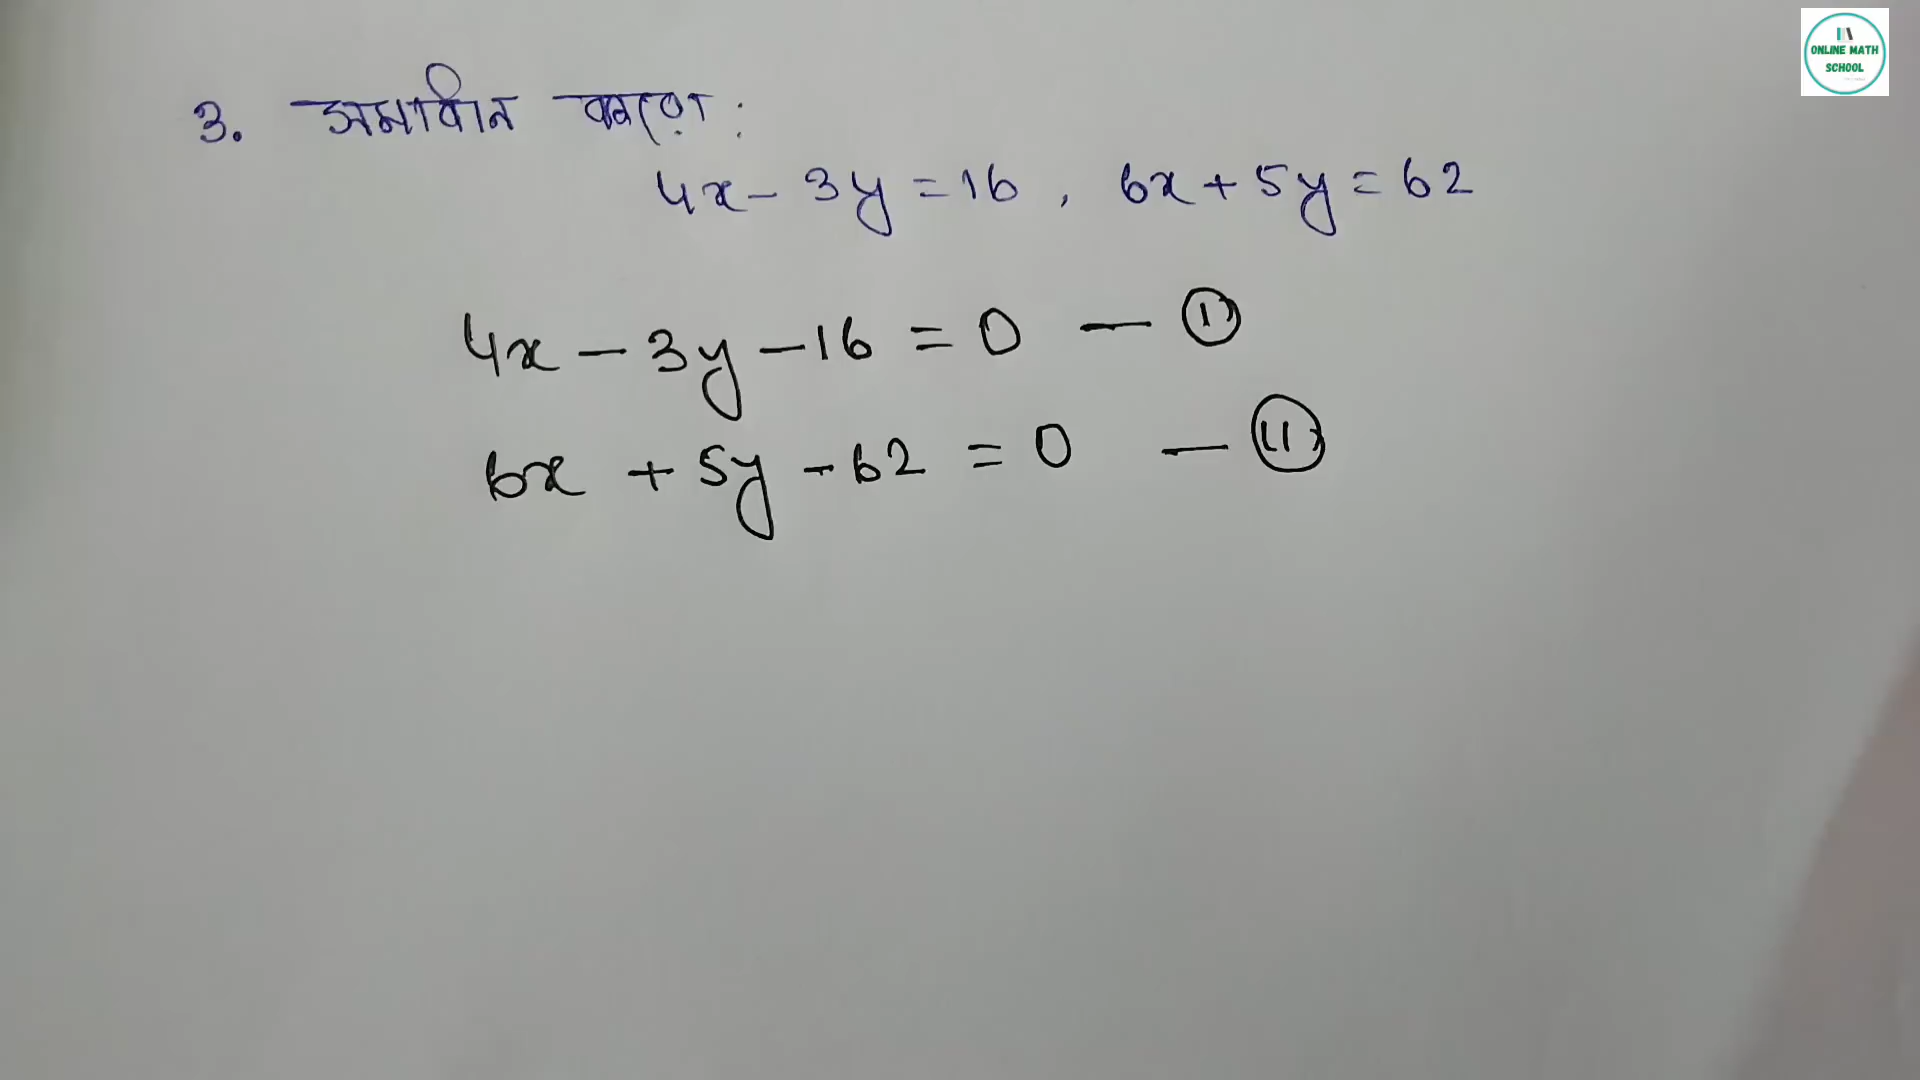 ONLINE MATH
SCHOOL
3. সমাধান করো :
4x - 3y = 16 , 6x + 5y = 62
4x - 3y - 16 = 0 — (i)
6x + 5y - 62 = 0 — (ii)